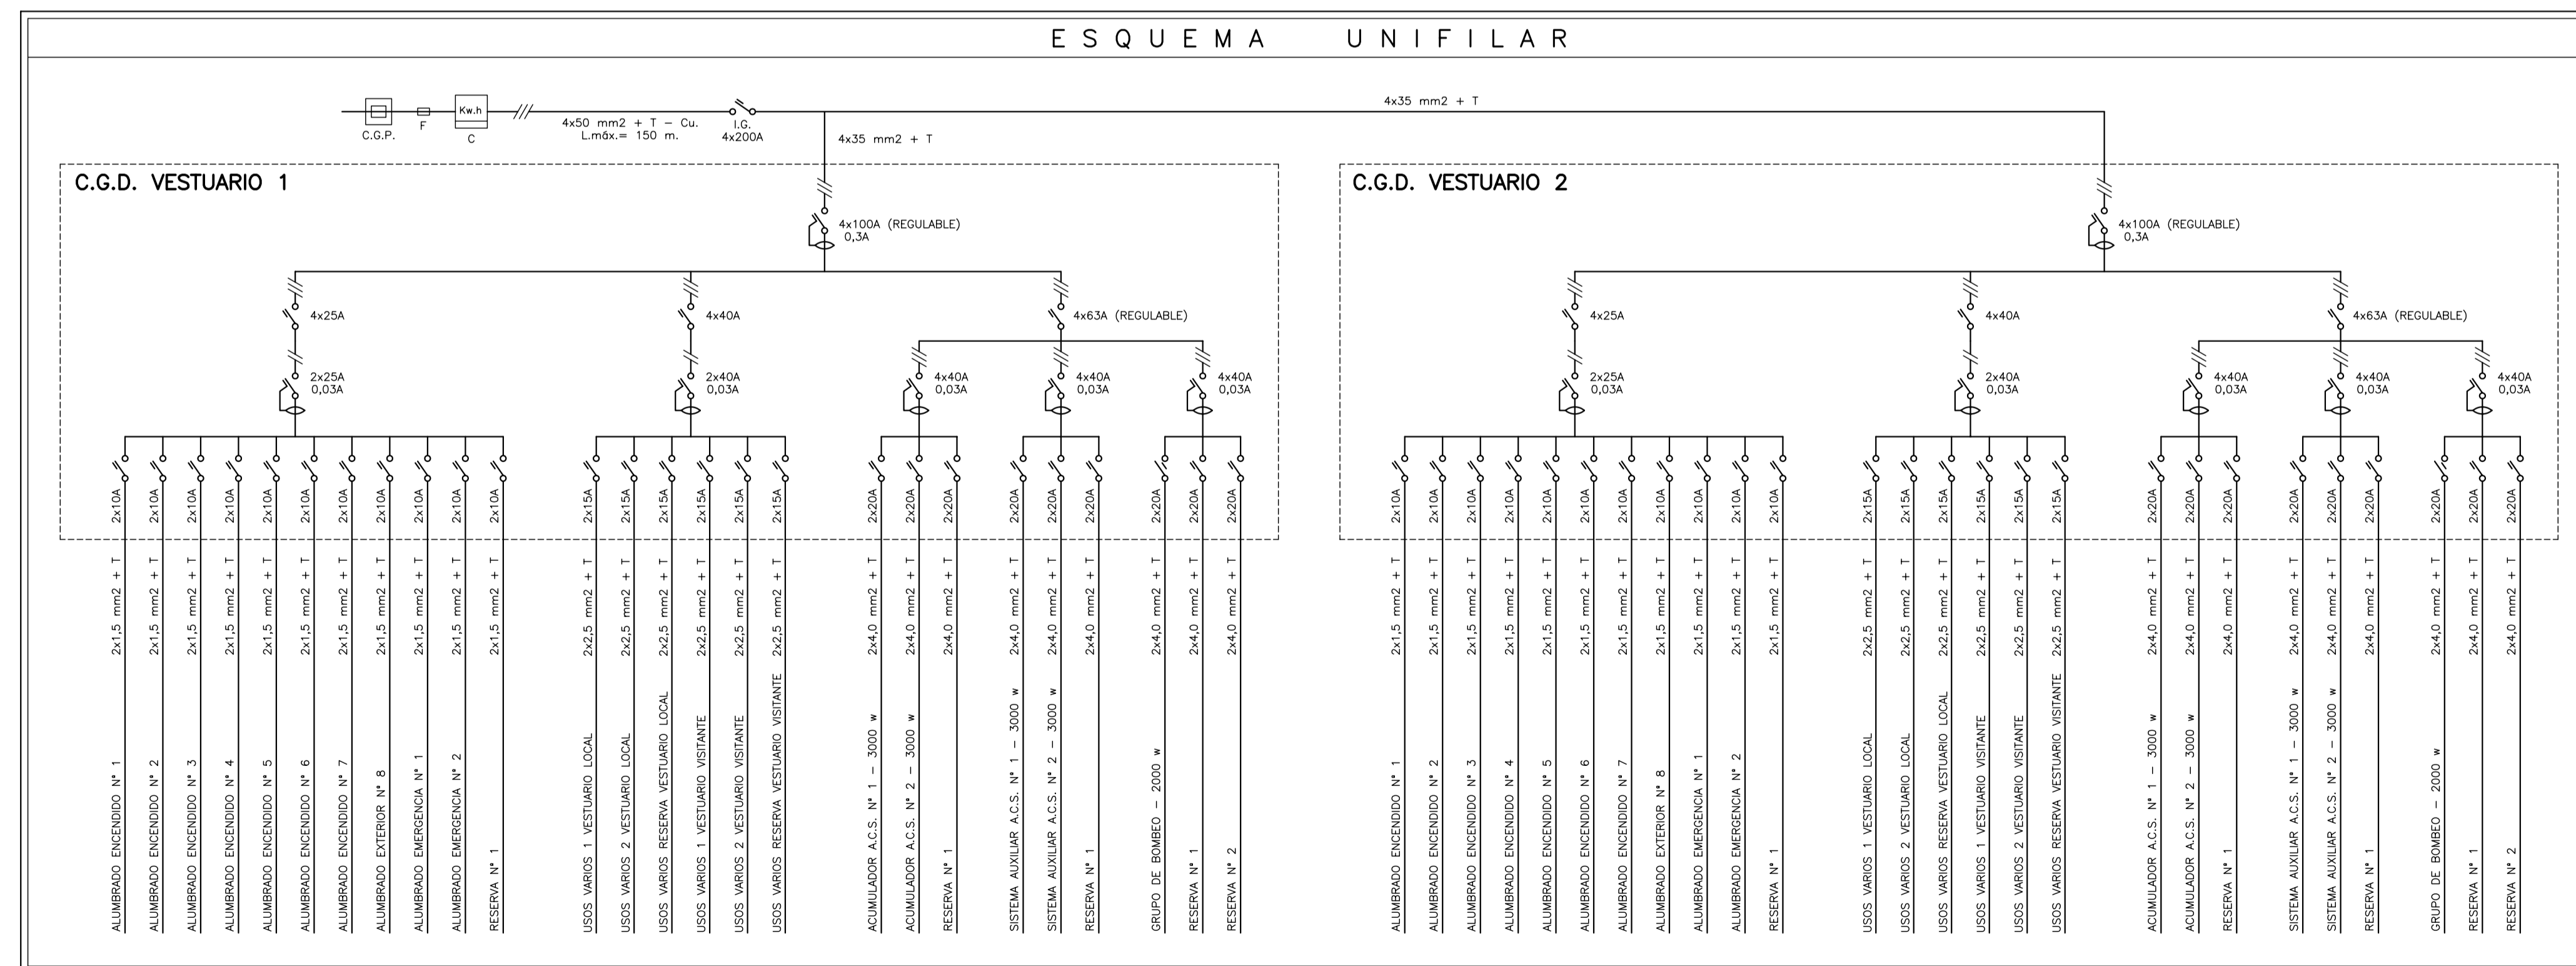 ESQUEMA UNIFILAR
C.G.P.
F
Kw.h
C
4x50 mm2 + T - Cu.
L.máx.= 150 m.
I.G.
4x200A
4x35 mm2 + T
4x35 mm2 + T
C.G.D. VESTUARIO 1
4x100A (REGULABLE)
0,3A
4x25A
4x40A
4x63A (REGULABLE)
2x25A
0,03A
2x40A
0,03A
4x40A
0,03A
4x40A
0,03A
4x40A
0,03A
2x10A
2x10A
2x10A
2x10A
2x10A
2x10A
2x10A
2x10A
2x10A
2x10A
2x10A
2x15A
2x15A
2x15A
2x15A
2x15A
2x15A
2x20A
2x20A
2x20A
2x20A
2x20A
2x20A
2x20A
2x20A
2x20A
ALUMBRADO ENCENDIDO Nº 1 2x1,5 mm2 + T
ALUMBRADO ENCENDIDO Nº 2 2x1,5 mm2 + T
ALUMBRADO ENCENDIDO Nº 3 2x1,5 mm2 + T
ALUMBRADO ENCENDIDO Nº 4 2x1,5 mm2 + T
ALUMBRADO ENCENDIDO Nº 5 2x1,5 mm2 + T
ALUMBRADO ENCENDIDO Nº 6 2x1,5 mm2 + T
ALUMBRADO ENCENDIDO Nº 7 2x1,5 mm2 + T
ALUMBRADO EXTERIOR Nº 8 2x1,5 mm2 + T
ALUMBRADO EMERGENCIA Nº 1 2x1,5 mm2 + T
ALUMBRADO EMERGENCIA Nº 2 2x1,5 mm2 + T
RESERVA Nº 1 2x1,5 mm2 + T
USOS VARIOS 1 VESTUARIO LOCAL 2x2,5 mm2 + T
USOS VARIOS 2 VESTUARIO LOCAL 2x2,5 mm2 + T
USOS VARIOS RESERVA VESTUARIO LOCAL 2x2,5 mm2 + T
USOS VARIOS 1 VESTUARIO VISITANTE 2x2,5 mm2 + T
USOS VARIOS 2 VESTUARIO VISITANTE 2x2,5 mm2 + T
USOS VARIOS RESERVA VESTUARIO VISITANTE 2x2,5 mm2 + T
ACUMULADOR A.C.S. Nº 1 - 3000 w 2x4,0 mm2 + T
ACUMULADOR A.C.S. Nº 2 - 3000 w 2x4,0 mm2 + T
RESERVA Nº 1 2x4,0 mm2 + T
SISTEMA AUXILIAR A.C.S. Nº 1 - 3000 w 2x4,0 mm2 + T
SISTEMA AUXILIAR A.C.S. Nº 2 - 3000 w 2x4,0 mm2 + T
RESERVA Nº 1 2x4,0 mm2 + T
GRUPO DE BOMBEO - 2000 w 2x4,0 mm2 + T
RESERVA Nº 1 2x4,0 mm2 + T
RESERVA Nº 2 2x4,0 mm2 + T
C.G.D. VESTUARIO 2
4x100A (REGULABLE)
0,3A
4x25A
4x40A
4x63A (REGULABLE)
2x25A
0,03A
2x40A
0,03A
4x40A
0,03A
4x40A
0,03A
4x40A
0,03A
2x10A
2x10A
2x10A
2x10A
2x10A
2x10A
2x10A
2x10A
2x10A
2x10A
2x10A
2x15A
2x15A
2x15A
2x15A
2x15A
2x15A
2x20A
2x20A
2x20A
2x20A
2x20A
2x20A
2x20A
2x20A
2x20A
ALUMBRADO ENCENDIDO Nº 1 2x1,5 mm2 + T
ALUMBRADO ENCENDIDO Nº 2 2x1,5 mm2 + T
ALUMBRADO ENCENDIDO Nº 3 2x1,5 mm2 + T
ALUMBRADO ENCENDIDO Nº 4 2x1,5 mm2 + T
ALUMBRADO ENCENDIDO Nº 5 2x1,5 mm2 + T
ALUMBRADO ENCENDIDO Nº 6 2x1,5 mm2 + T
ALUMBRADO ENCENDIDO Nº 7 2x1,5 mm2 + T
ALUMBRADO EXTERIOR Nº 8 2x1,5 mm2 + T
ALUMBRADO EMERGENCIA Nº 1 2x1,5 mm2 + T
ALUMBRADO EMERGENCIA Nº 2 2x1,5 mm2 + T
RESERVA Nº 1 2x1,5 mm2 + T
USOS VARIOS 1 VESTUARIO LOCAL 2x2,5 mm2 + T
USOS VARIOS 2 VESTUARIO LOCAL 2x2,5 mm2 + T
USOS VARIOS RESERVA VESTUARIO LOCAL 2x2,5 mm2 + T
USOS VARIOS 1 VESTUARIO VISITANTE 2x2,5 mm2 + T
USOS VARIOS 2 VESTUARIO VISITANTE 2x2,5 mm2 + T
USOS VARIOS RESERVA VESTUARIO VISITANTE 2x2,5 mm2 + T
ACUMULADOR A.C.S. Nº 1 - 3000 w 2x4,0 mm2 + T
ACUMULADOR A.C.S. Nº 2 - 3000 w 2x4,0 mm2 + T
RESERVA Nº 1 2x4,0 mm2 + T
SISTEMA AUXILIAR A.C.S. Nº 1 - 3000 w 2x4,0 mm2 + T
SISTEMA AUXILIAR A.C.S. Nº 2 - 3000 w 2x4,0 mm2 + T
RESERVA Nº 1 2x4,0 mm2 + T
GRUPO DE BOMBEO - 2000 w 2x4,0 mm2 + T
RESERVA Nº 1 2x4,0 mm2 + T
RESERVA Nº 2 2x4,0 mm2 + T